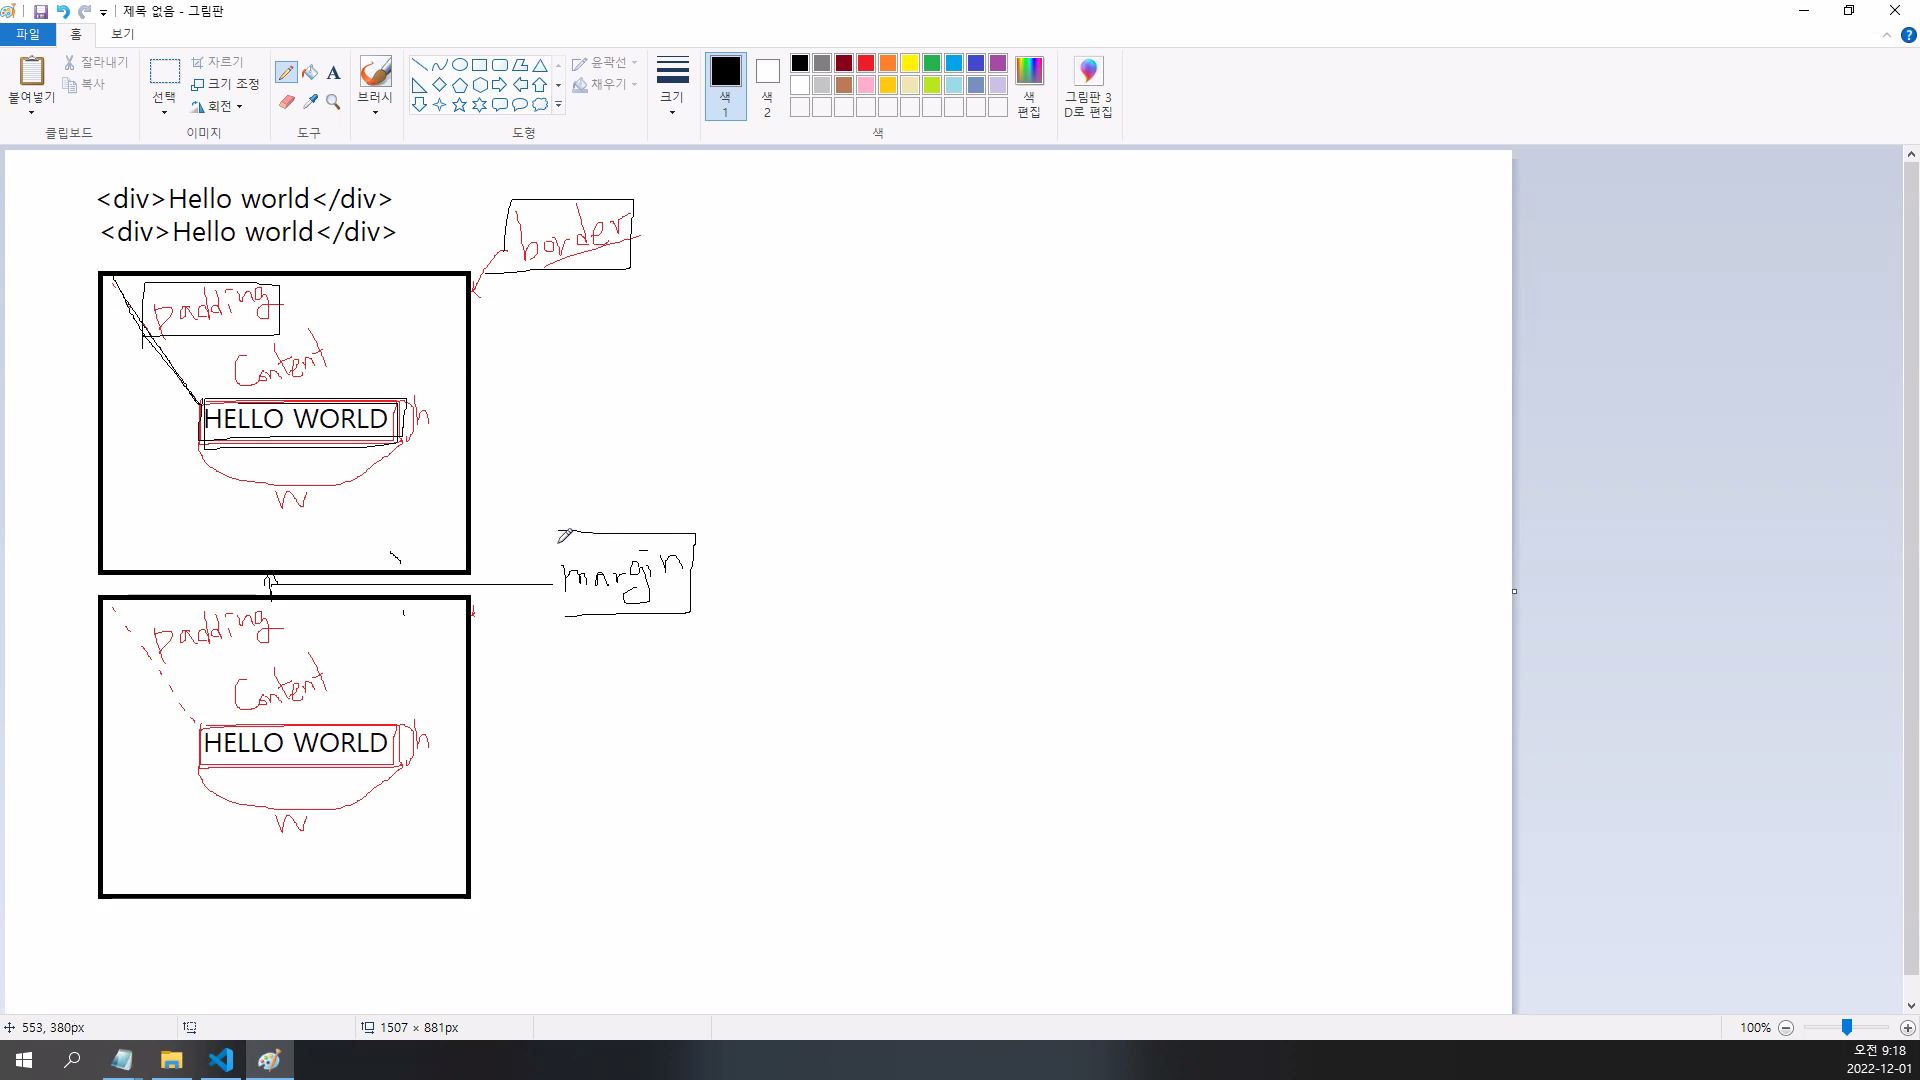 제목 없음 - 그림판
파일 홈 보기
붙여넣기
잘라내기
복사
클립보드
선택
자르기
크기 조정
회전
이미지
A
도구
브러시
윤곽선
채우기
도형
크기
색
1
색
2
색
색
편집
그림판 3
D로 편집
<div>Hello world</div>
<div>Hello world</div>
border
padding
Content
HELLO WORLD
h
W
margin
padding
Content
HELLO WORLD
h
W
553, 380px
1507 × 881px
100%
오전 9:18
2022-12-01